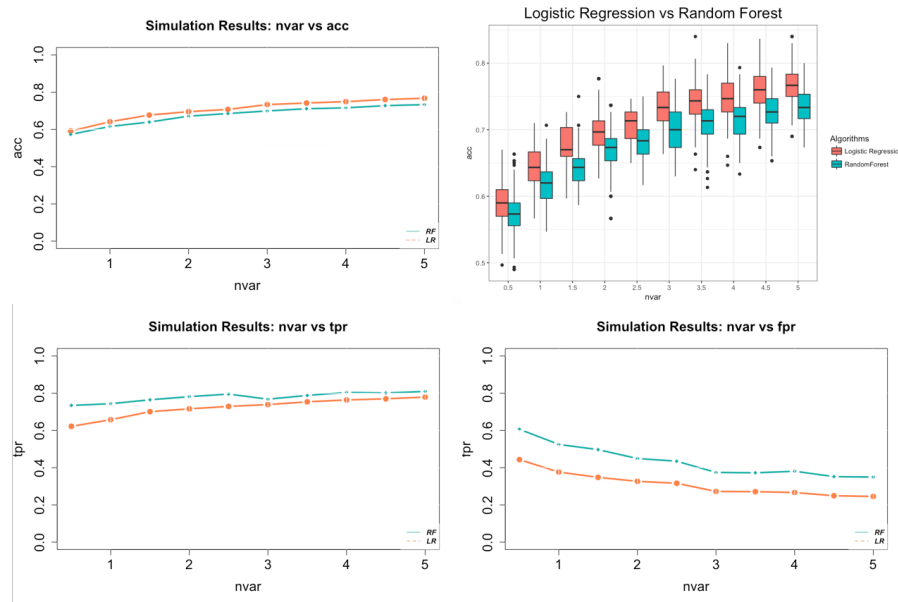 Simulation Results: nvar vs acc
acc
0.0 0.2 0.4 0.6 0.8 1.0
1 2 3 4 5
nvar
RF
LR
Logistic Regression vs Random Forest
acc
0.8
0.7
0.6
0.5
0.5 1 1.5 2 2.5 3 3.5 4 4.5 5
nvar
Algorithms
Logistic Regressio
RandomForest
Simulation Results: nvar vs tpr
tpr
0.0 0.2 0.4 0.6 0.8 1.0
1 2 3 4 5
nvar
RF
LR
Simulation Results: nvar vs fpr
0.0 0.2 0.4 0.6 0.8 1.0
1 2 3 4 5
nvar
RF
LR